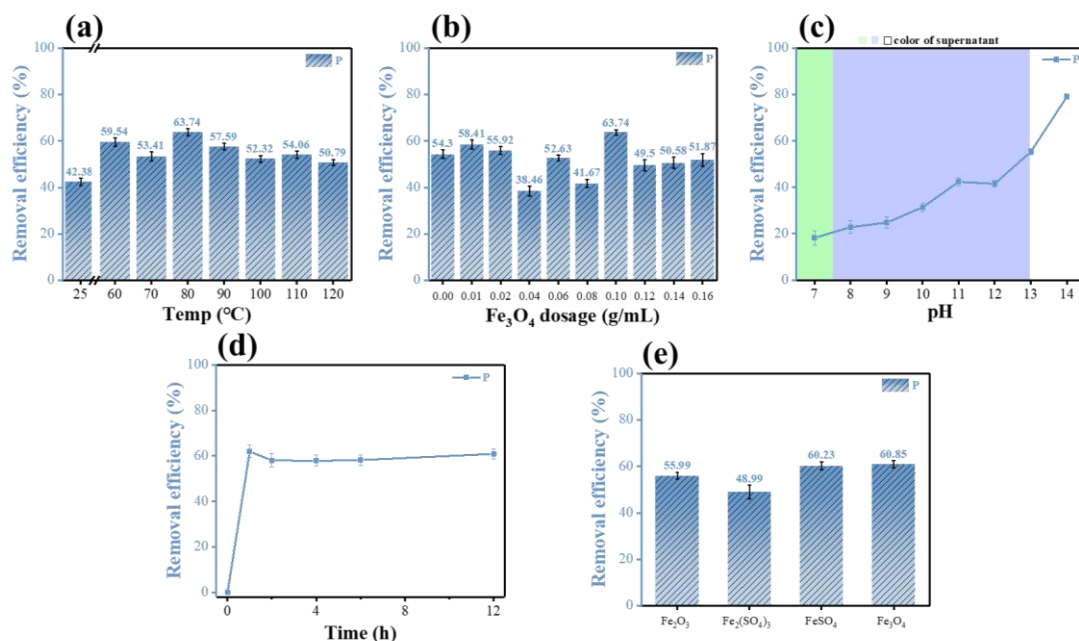 (a)
Removal efficiency (%)
100
80
60
40
20
0
P
42.38
59.54
53.41
63.74
57.59
52.32
54.06
50.79
25 60 70 80 90 100 110 120
Temp (°C)
(b)
Removal efficiency (%)
100
80
60
40
20
0
P
54.3
58.41
55.92
38.46
52.63
41.67
63.74
49.5
50.58
51.87
0.00 0.01 0.02 0.04 0.06 0.08 0.10 0.12 0.14 0.16
Fe₃O₄ dosage (g/mL)
(c)
color of supernatant
Removal efficiency (%)
100
80
60
40
20
0
P
7 8 9 10 11 12 13 14
pH
(d)
Removal efficiency (%)
100
80
60
40
20
0
P
0 4 8 12
Time (h)
(e)
Removal efficiency (%)
100
80
60
40
20
0
P
55.99
48.99
60.23
60.85
Fe₂O₃ Fe₂(SO₄)₃ FeSO₄ Fe₃O₄